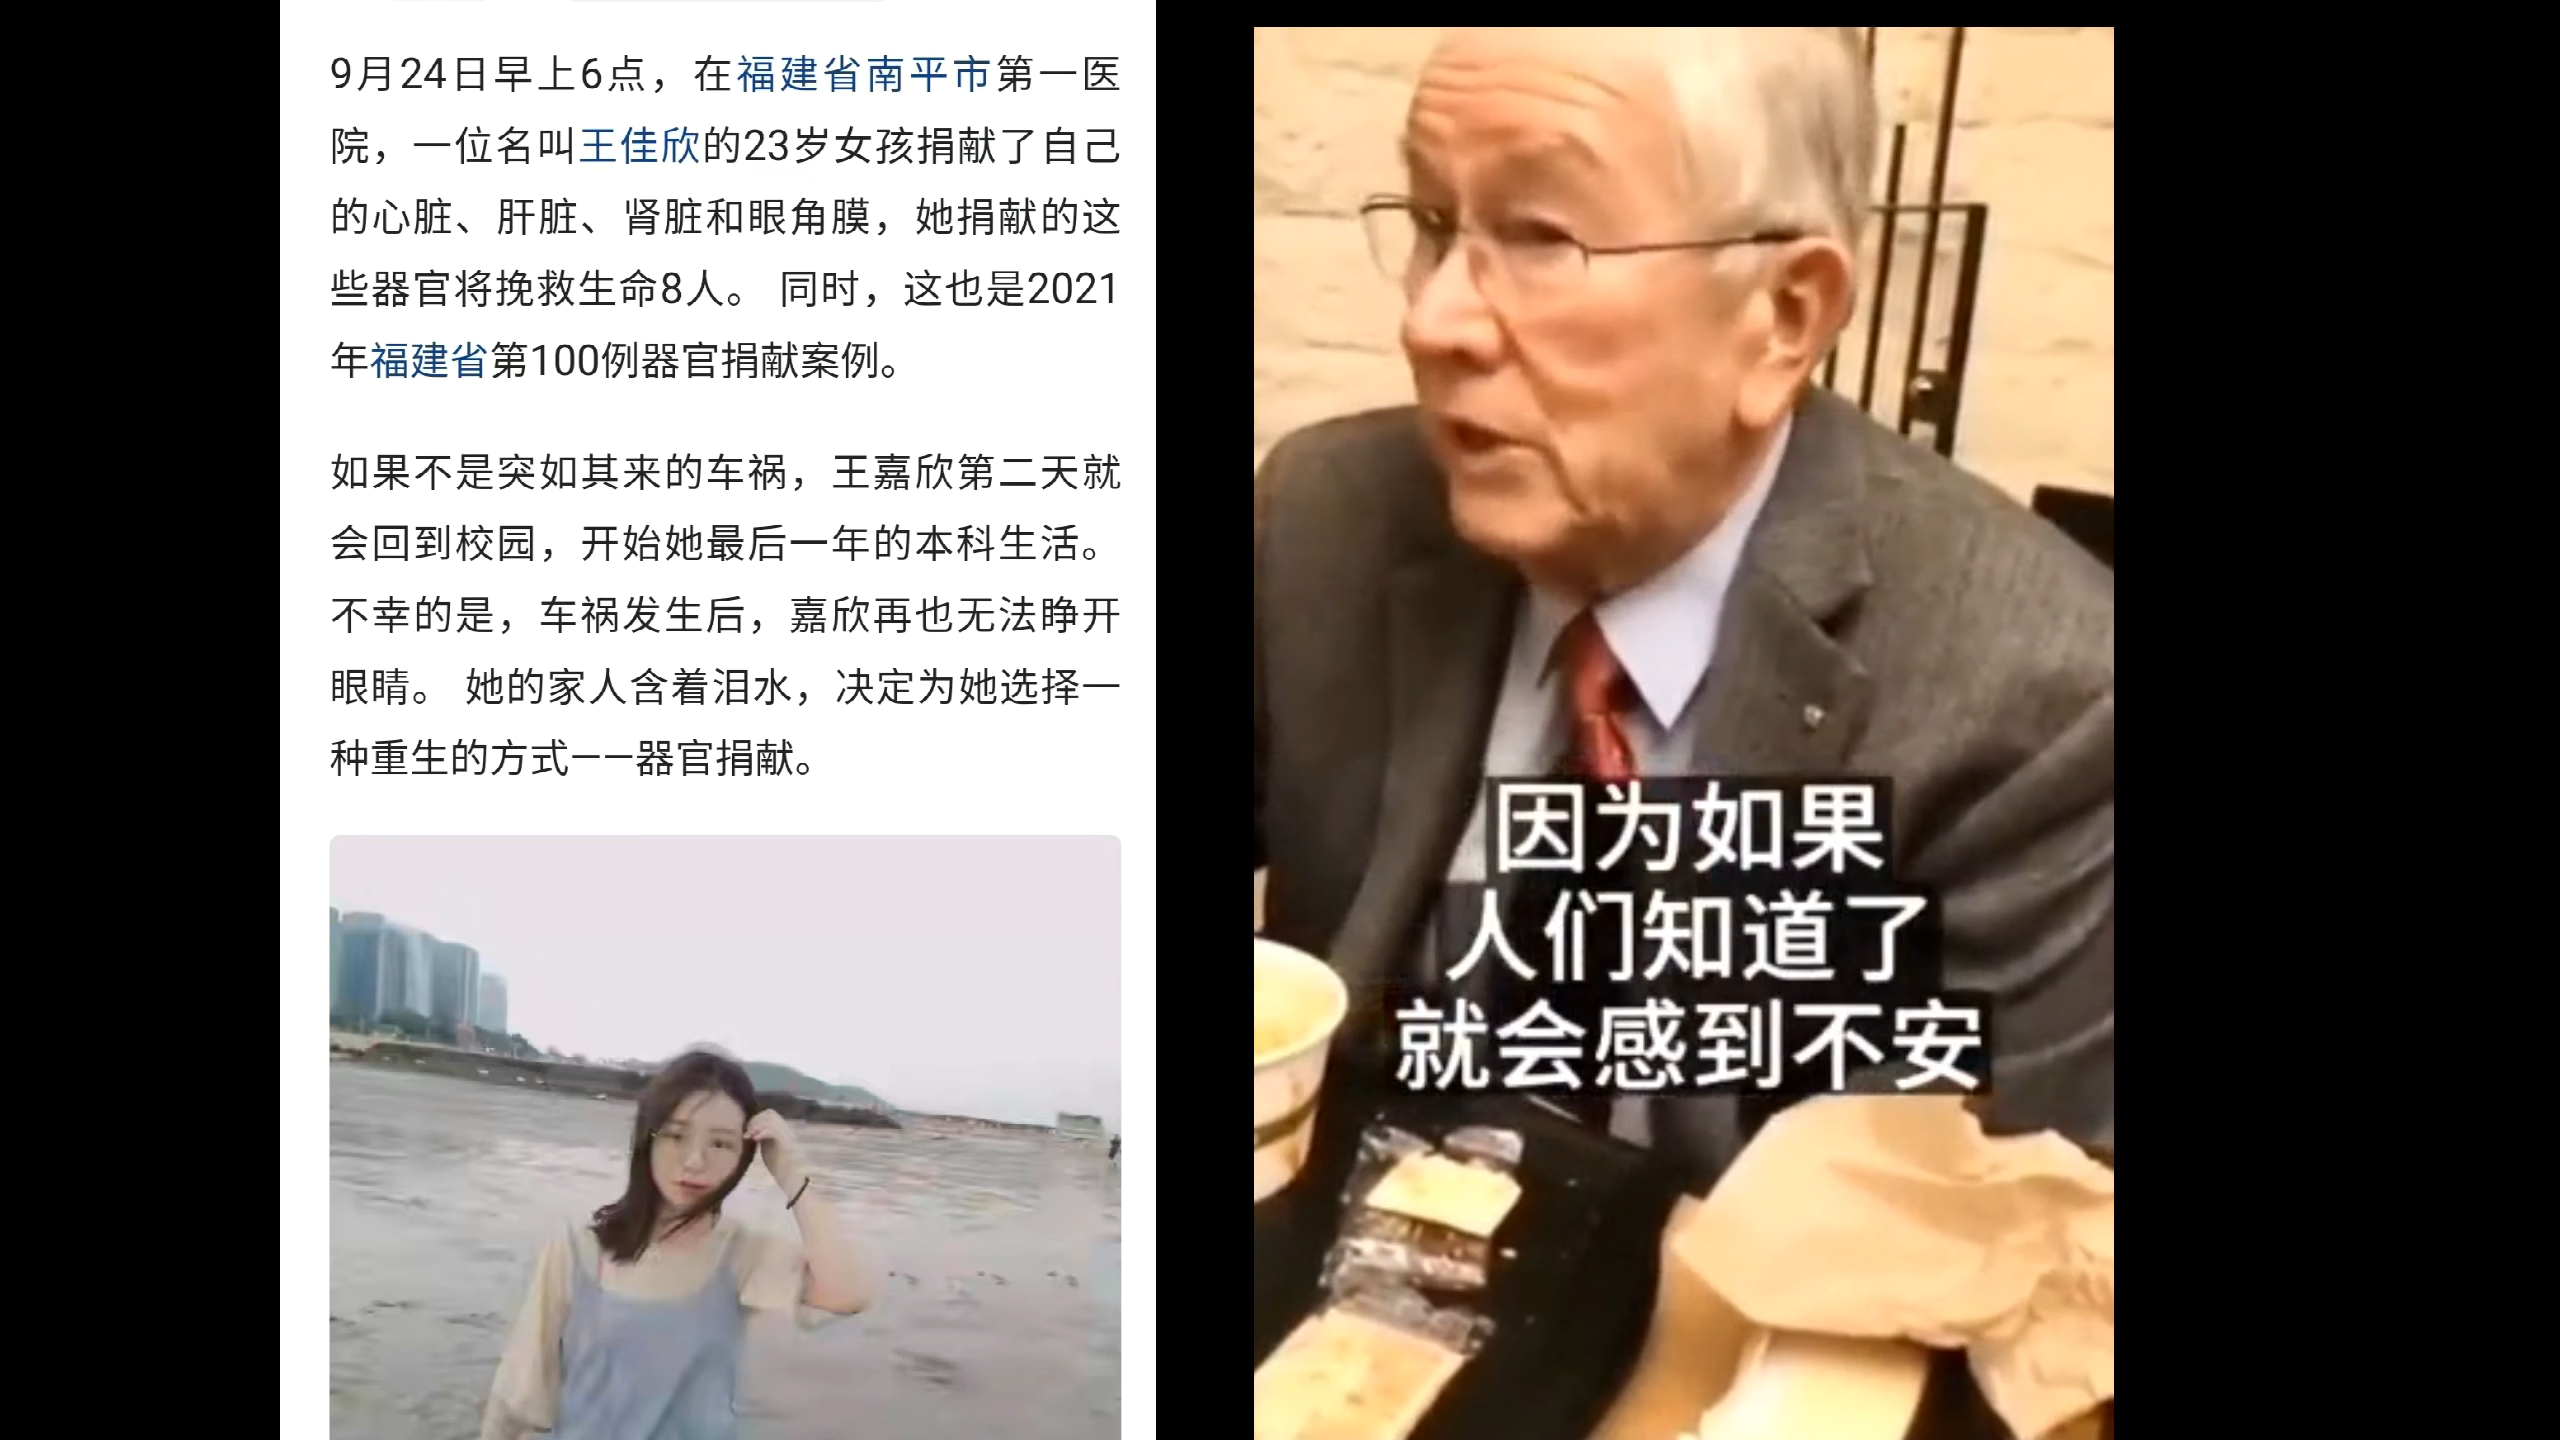 9月24日早上6点，在福建省南平市第一医
院，一位名叫王佳欣的23岁女孩捐献了自己
的心脏、肝脏、肾脏和眼角膜，她捐献的这
些器官将挽救生命8人。 同时，这也是2021
年福建省第100例器官捐献案例。
如果不是突如其来的车祸，王嘉欣第二天就
会回到校园，开始她最后一年的本科生活。
不幸的是，车祸发生后，嘉欣再也无法睁开
眼睛。 她的家人含着泪水，决定为她选择一
种重生的方式——器官捐献。
因为如果
人们知道了
就会感到不安